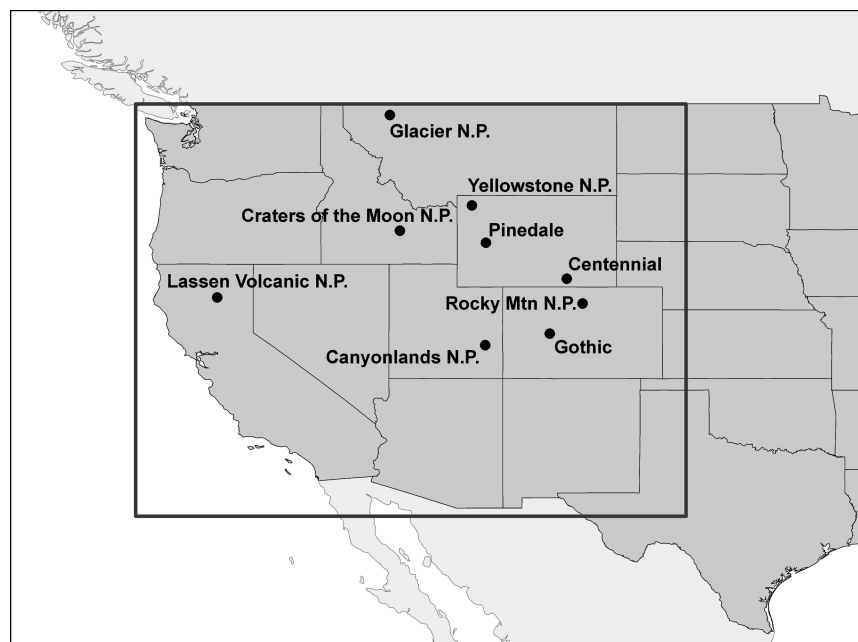 Glacier N.P.
Yellowstone N.P.
Craters of the Moon N.P.
Pinedale
Centennial
Lassen Volcanic N.P.
Rocky Mtn N.P.
Gothic
Canyonlands N.P.